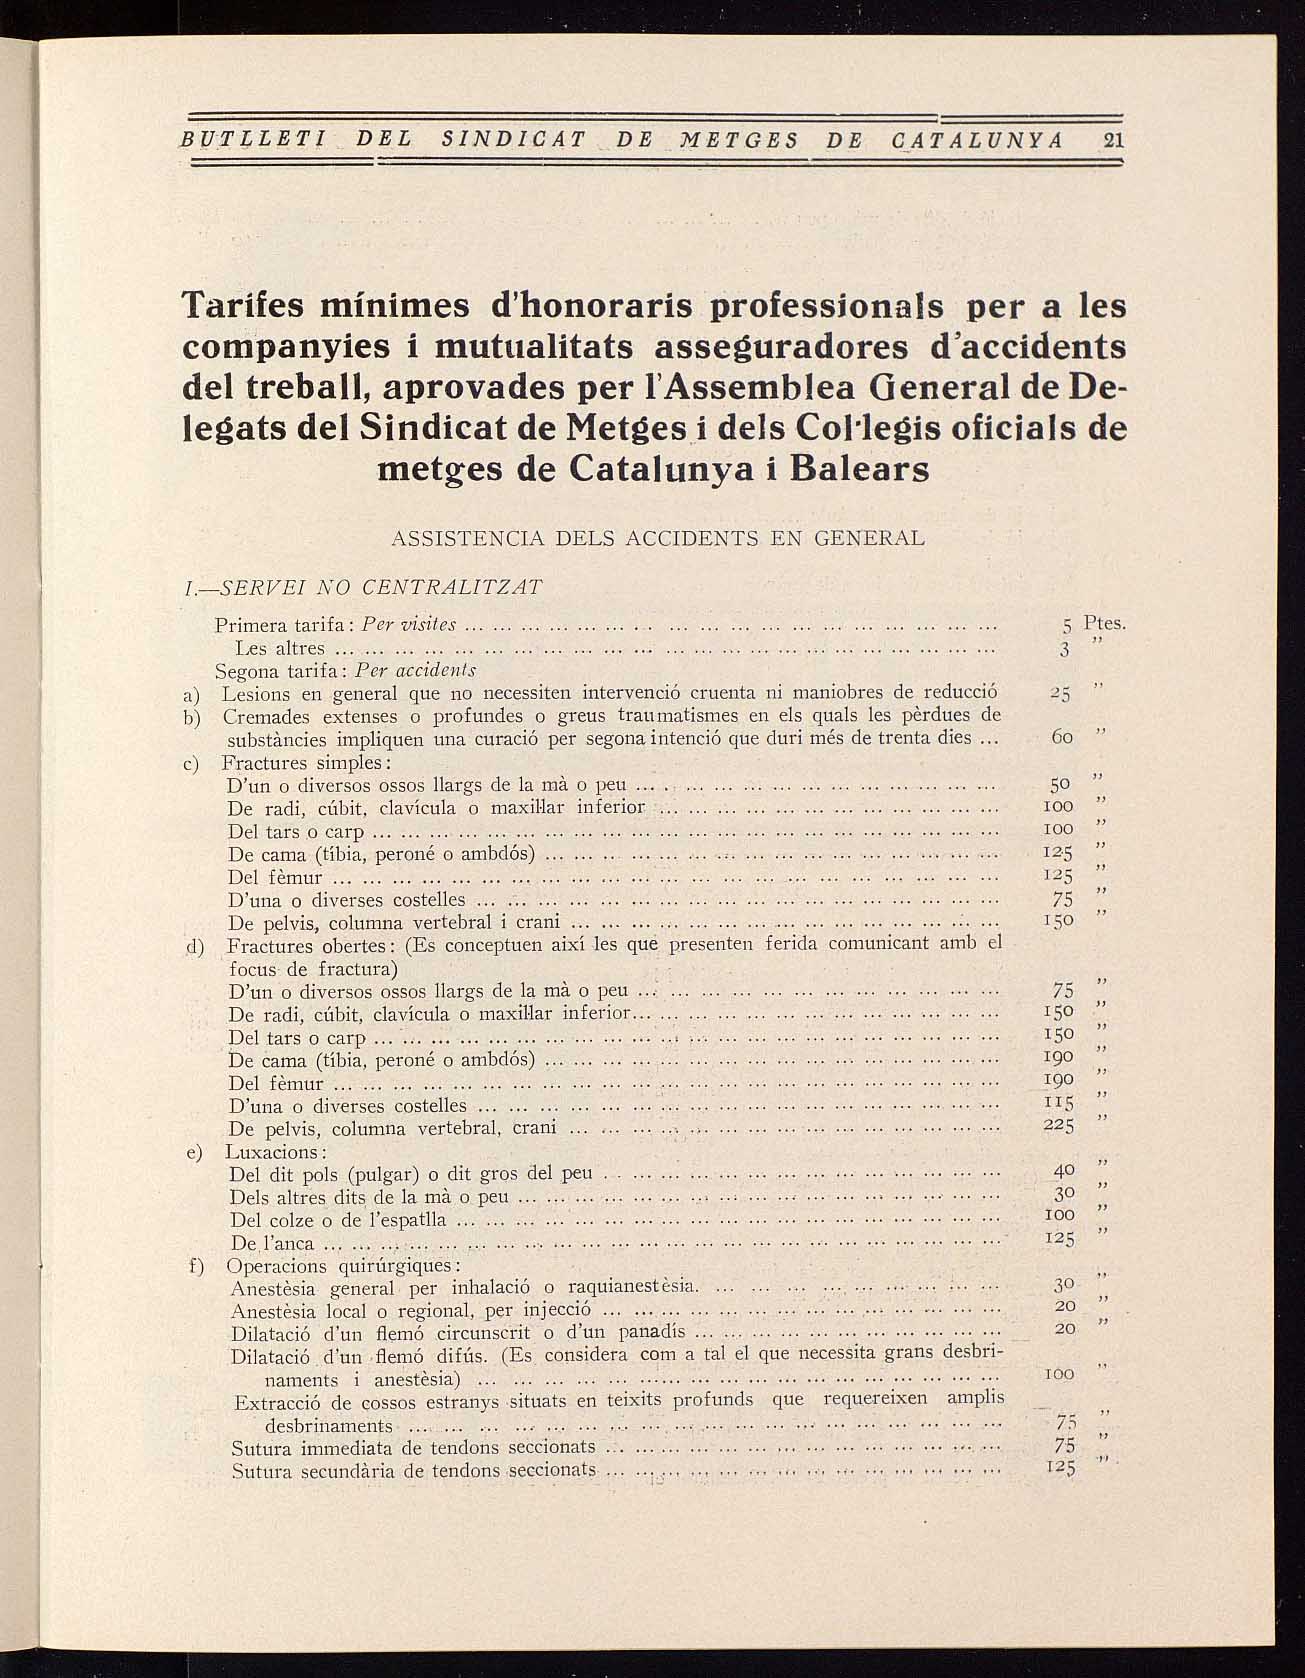 BUTLLETI DEL SINDICAT DE METGES DE CATALUNYA 21
Tarifes mínimes d'honoraris professionals per a les
companyies i mutualitats asseguradores d'accidents
del treball, aprovades per l'Assemblea General de De-
legats del Sindicat de Metges i dels Col·legis oficials de
metges de Catalunya i Balears
ASSISTENCIA DELS ACCIDENTS EN GENERAL
I.—SERVEI NO CENTRALITZAT
Primera tarifa: Per visites ... 5 Ptes.
Les altres ... 3 ”
Segona tarifa: Per accidents
a) Lesions en general que no necessiten intervenció cruenta ni maniobres de reducció 25 ”
b) Cremades extenses o profundes o greus traumatismes en els quals les pèrdues de
substàncies impliquen una curació per segona intenció que duri més de trenta dies ... 60 ”
c) Fractures simples:
D'un o diversos ossos llargs de la mà o peu ... 50 ”
De radi, cúbit, clavícula o maxil·lar inferior ... 100 ”
Del tars o carp ... 100 ”
De cama (tíbia, peroné o ambdós) ... 125 ”
Del fèmur ... 125 ”
D'una o diverses costelles ... 75 ”
De pelvis, columna vertebral i crani ... 150 ”
d) Fractures obertes: (Es conceptuen així les que presenten ferida comunicant amb el
focus de fractura)
D'un o diversos ossos llargs de la mà o peu ... 75 ”
De radi, cúbit, clavícula o maxil·lar inferior... 150 ”
Del tars o carp ... 150 ”
De cama (tíbia, peroné o ambdós) ... 190 ”
Del fèmur ... 190 ”
D'una o diverses costelles ... 115 ”
De pelvis, columna vertebral, crani ... 225 ”
e) Luxacions:
Del dit pols (pulgar) o dit gros del peu ... 40 ”
Dels altres dits de la mà o peu ... 30 ”
Del colze o de l'espatlla ... 100 ”
De l'anca ... 125 ”
f) Operacions quirúrgiques:
Anestèsia general per inhalació o raquianestèsia. ... 30 ”
Anestèsia local o regional, per injecció ... 20 ”
Dilatació d'un flemó circunscrit o d'un panadís ... 20 ”
Dilatació d'un flemó difús. (Es considera com a tal el que necessita grans desbri-
naments i anestèsia) ... 100 ”
Extracció de cossos estranys situats en teixits profunds que requereixen amplis
desbrinaments ... 75 ”
Sutura immediata de tendons seccionats ... 75 ”
Sutura secundària de tendons seccionats ... 125 ”